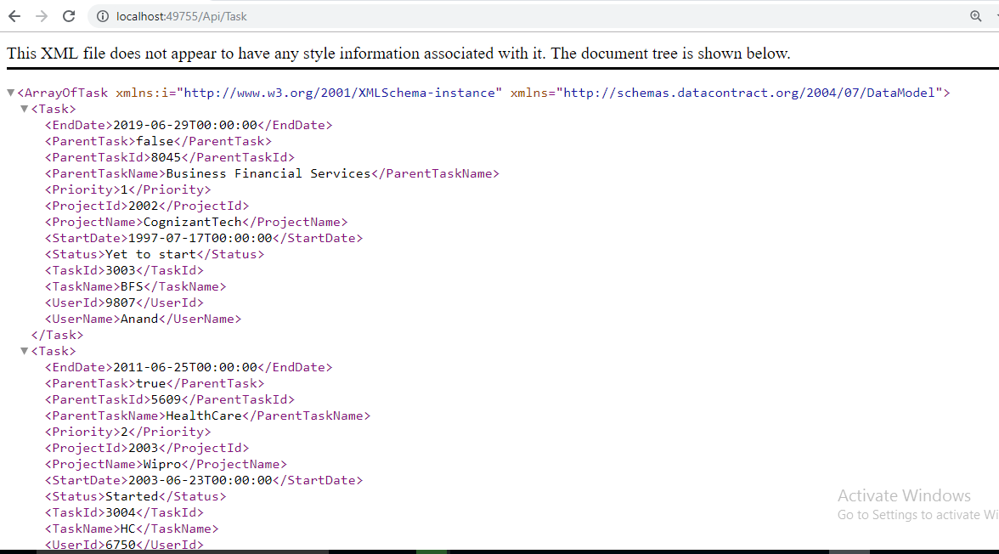 localhost:49755/Api/Task
This XML file does not appear to have any style information associated with it. The document tree is shown below.
<ArrayOfTask xmlns:i="http://www.w3.org/2001/XMLSchema-instance" xmlns="http://schemas.datacontract.org/2004/07/DataModel">
<Task>
<EndDate>2019-06-29T00:00:00</EndDate>
<ParentTask>false</ParentTask>
<ParentTaskId>8045</ParentTaskId>
<ParentTaskName>Business Financial Services</ParentTaskName>
<Priority>1</Priority>
<ProjectId>2002</ProjectId>
<ProjectName>CognizantTech</ProjectName>
<StartDate>1997-07-17T00:00:00</StartDate>
<Status>Yet to start</Status>
<TaskId>3003</TaskId>
<TaskName>BFS</TaskName>
<UserId>9807</UserId>
<UserName>Anand</UserName>
</Task>
<Task>
<EndDate>2011-06-25T00:00:00</EndDate>
<ParentTask>true</ParentTask>
<ParentTaskId>5609</ParentTaskId>
<ParentTaskName>HealthCare</ParentTaskName>
<Priority>2</Priority>
<ProjectId>2003</ProjectId>
<ProjectName>Wipro</ProjectName>
<StartDate>2003-06-23T00:00:00</StartDate>
<Status>Started</Status>
<TaskId>3004</TaskId>
<TaskName>HC</TaskName>
<UserId>6750</UserId>
Activate Windows
Go to Settings to activate Wi